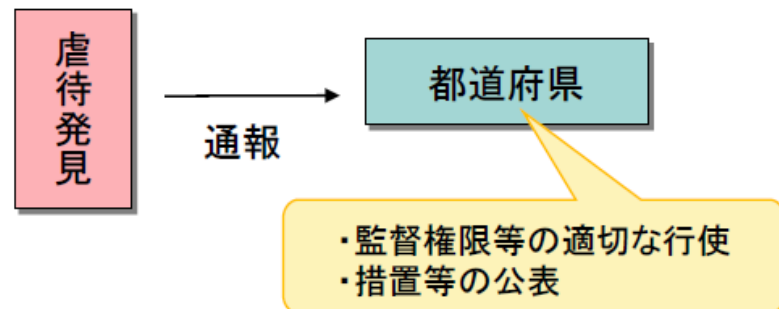 虐待発見
通報
都道府県
・監督権限等の適切な行使
・措置等の公表